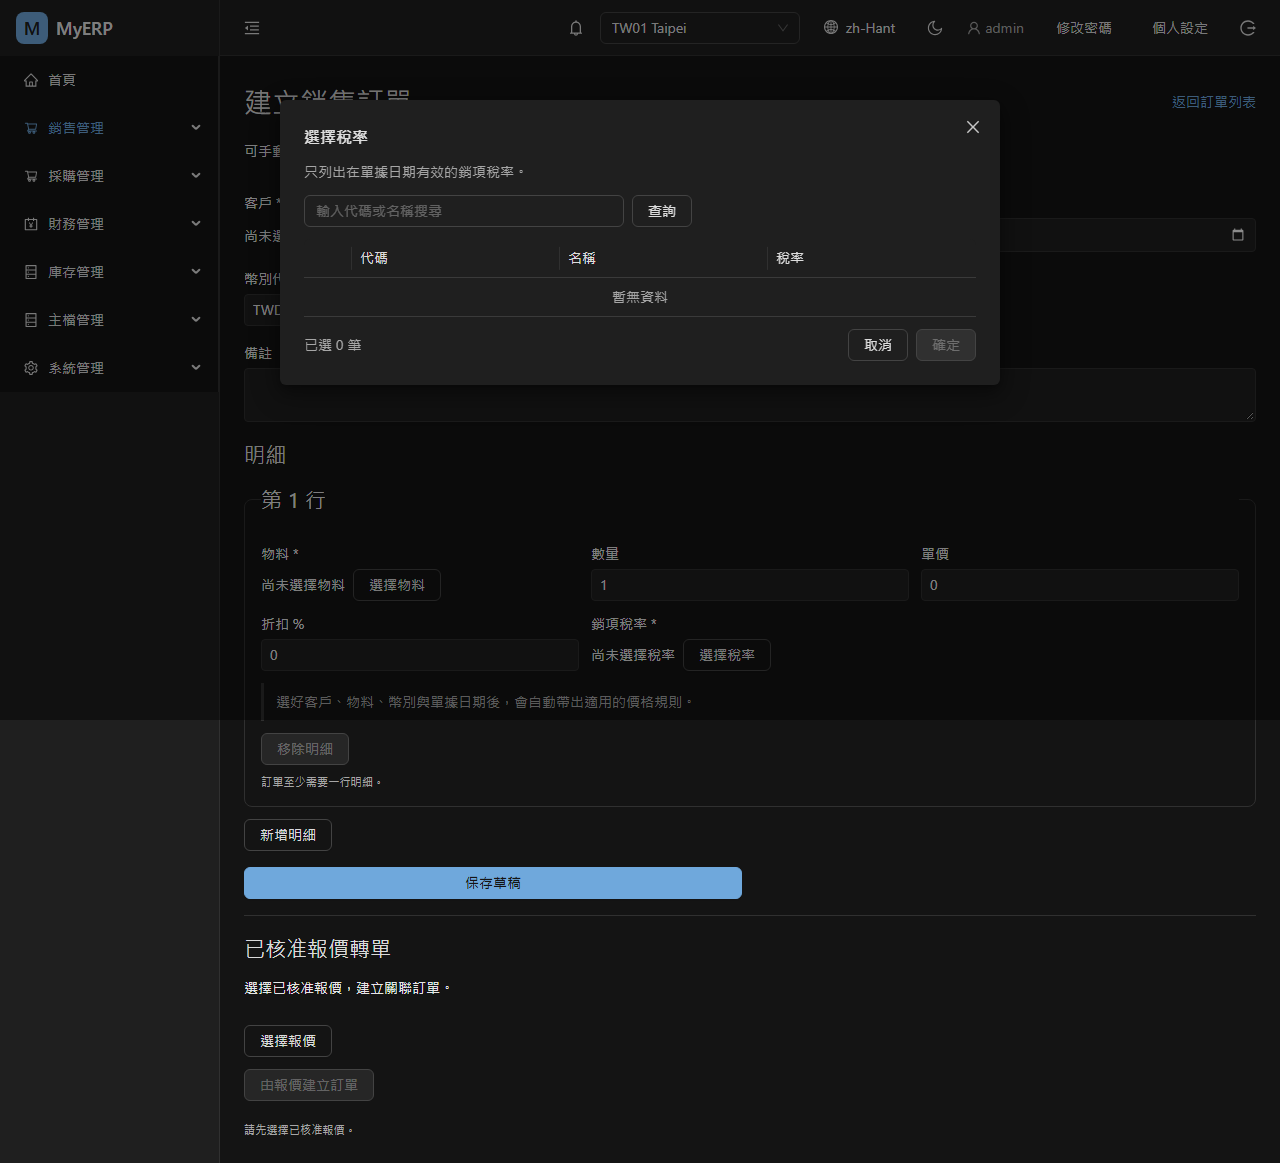 M MyERP
TW01 Taipei
zh-Hant
admin
修改密碼
個人設定
首頁
銷售管理
採購管理
財務管理
庫存管理
主檔管理
系統管理
建立銷售訂單
返回訂單列表
可手動
客戶 *
尚未選
幣別代
TWD
備註
選擇稅率
只列出在單據日期有效的銷項稅率。
輸入代碼或名稱搜尋
查詢
代碼 名稱 稅率
暫無資料
已選 0 筆
取消
確定
明細
第 1 行
物料 * 數量 單價
尚未選擇物料 選擇物料 1 0
折扣 % 銷項稅率 *
0 尚未選擇稅率 選擇稅率
選好客戶、物料、幣別與單據日期後，會自動帶出適用的價格規則。
移除明細
訂單至少需要一行明細。
新增明細
保存草稿
已核准報價轉單
選擇已核准報價，建立關聯訂單。
選擇報價
由報價建立訂單
請先選擇已核准報價。